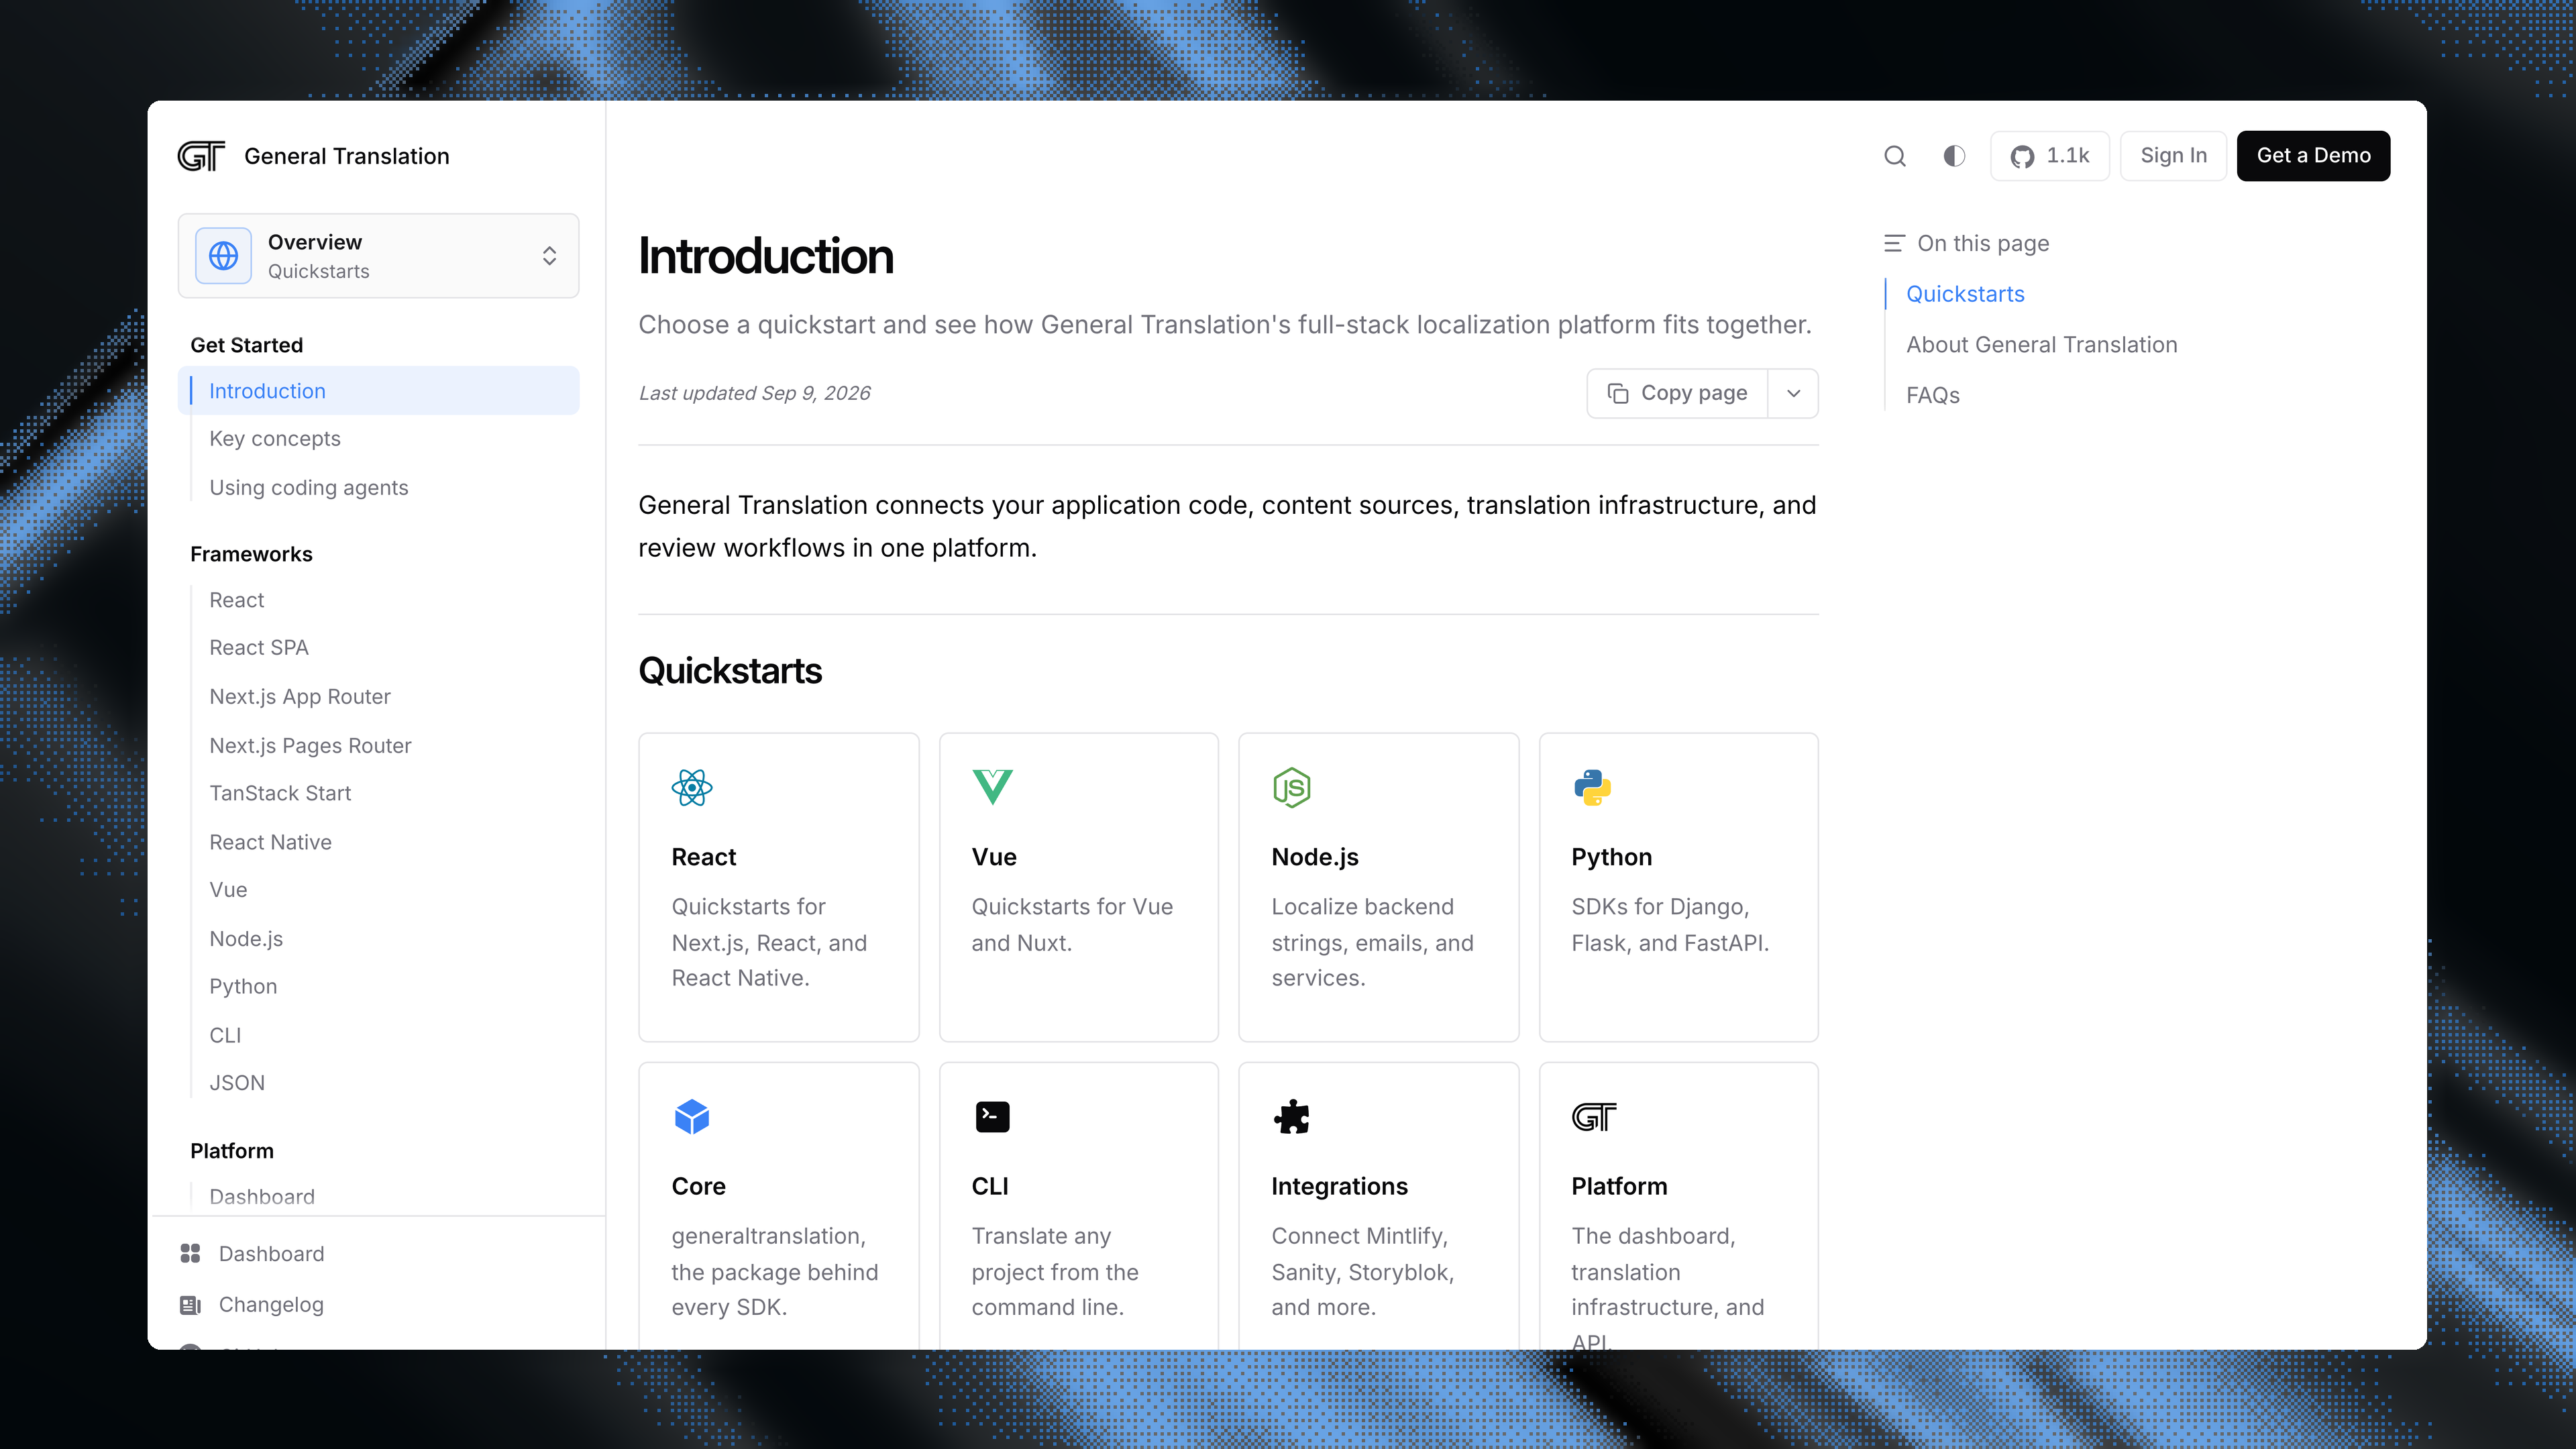 GT General Translation
Overview
Quickstarts
Get Started
Introduction
Key concepts
Using coding agents
Frameworks
React
React SPA
Next.js App Router
Next.js Pages Router
TanStack Start
React Native
Vue
Node.js
Python
CLI
JSON
Platform
Dashboard
Dashboard
Changelog
1.1k
Sign In
Get a Demo
Introduction
Choose a quickstart and see how General Translation's full-stack localization platform fits together.
Last updated Sep 9, 2026
Copy page
General Translation connects your application code, content sources, translation infrastructure, and
review workflows in one platform.
Quickstarts
React
Quickstarts for
Next.js, React, and
React Native.
Vue
Quickstarts for Vue
and Nuxt.
JS
Node.js
Localize backend
strings, emails, and
services.
Python
SDKs for Django,
Flask, and FastAPI.
Core
generaltranslation,
the package behind
every SDK.
CLI
Translate any
project from the
command line.
Integrations
Connect Mintlify,
Sanity, Storyblok,
and more.
GT
Platform
The dashboard,
translation
infrastructure, and
API.
On this page
Quickstarts
About General Translation
FAQs